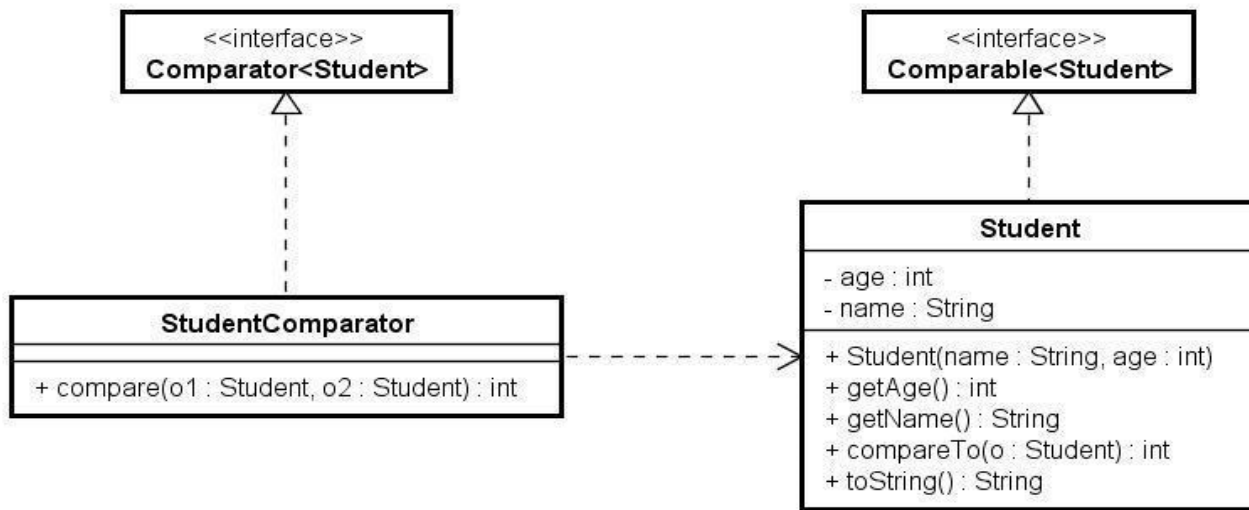 <<interface>>
Comparator<Student>
<<interface>>
Comparable<Student>
StudentComparator
+ compare(o1 : Student, o2 : Student) : int
Student
- age : int
- name : String
+ Student(name : String, age : int)
+ getAge() : int
+ getName() : String
+ compareTo(o : Student) : int
+ toString() : String